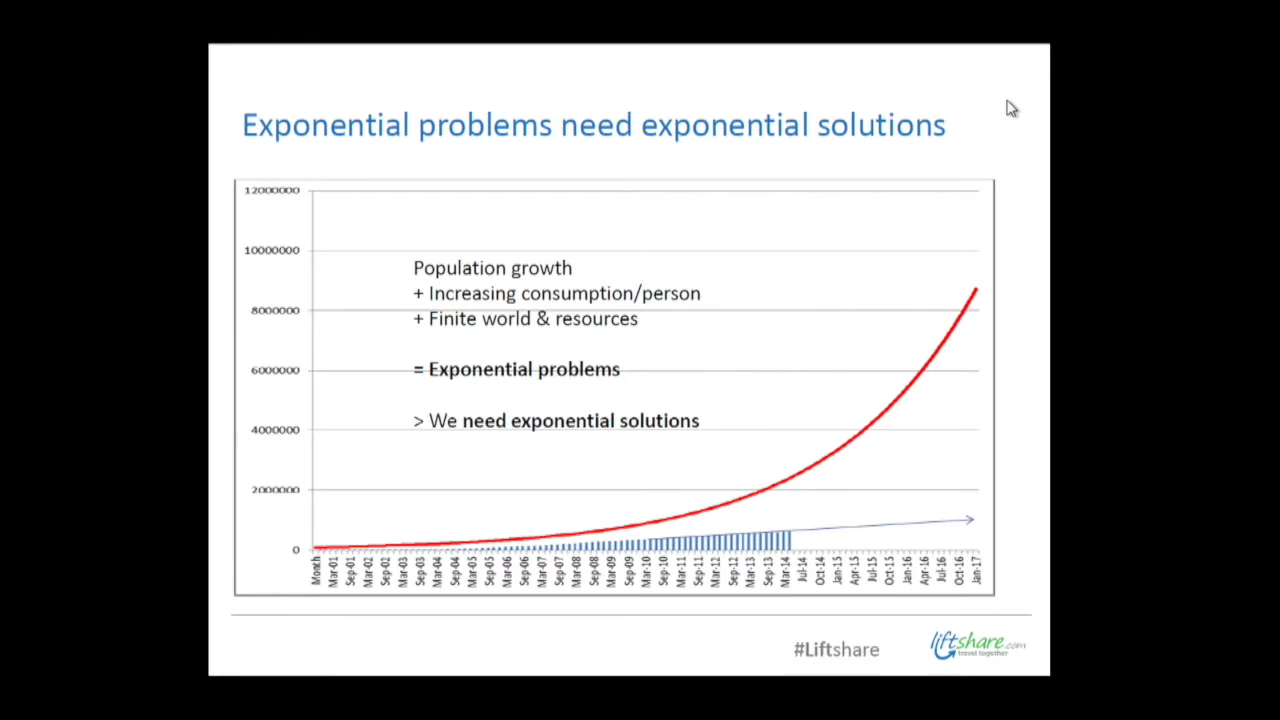 Exponential problems need exponential solutions
12000000
10000000
8000000
6000000
4000000
2000000
0
Population growth
+ Increasing consumption/person
+ Finite world & resources
= Exponential problems
> We need exponential solutions
Month Mar-01 Sep-01 Mar-02 Sep-02 Mar-03 Sep-03 Mar-04 Sep-04 Mar-05 Sep-05 Mar-06 Sep-06 Mar-07 Sep-07 Mar-08 Sep-08 Mar-09 Sep-09 Mar-10 Sep-10 Mar-11 Sep-11 Mar-12 Sep-12 Mar-13 Sep-13 Mar-14 Jul-14 Oct-14 Jan-15 Apr-15 Jul-15 Oct-15 Jan-16 Apr-16 Jul-16 Oct-16 Jan-17
#Liftshare
liftshare.com
travel together